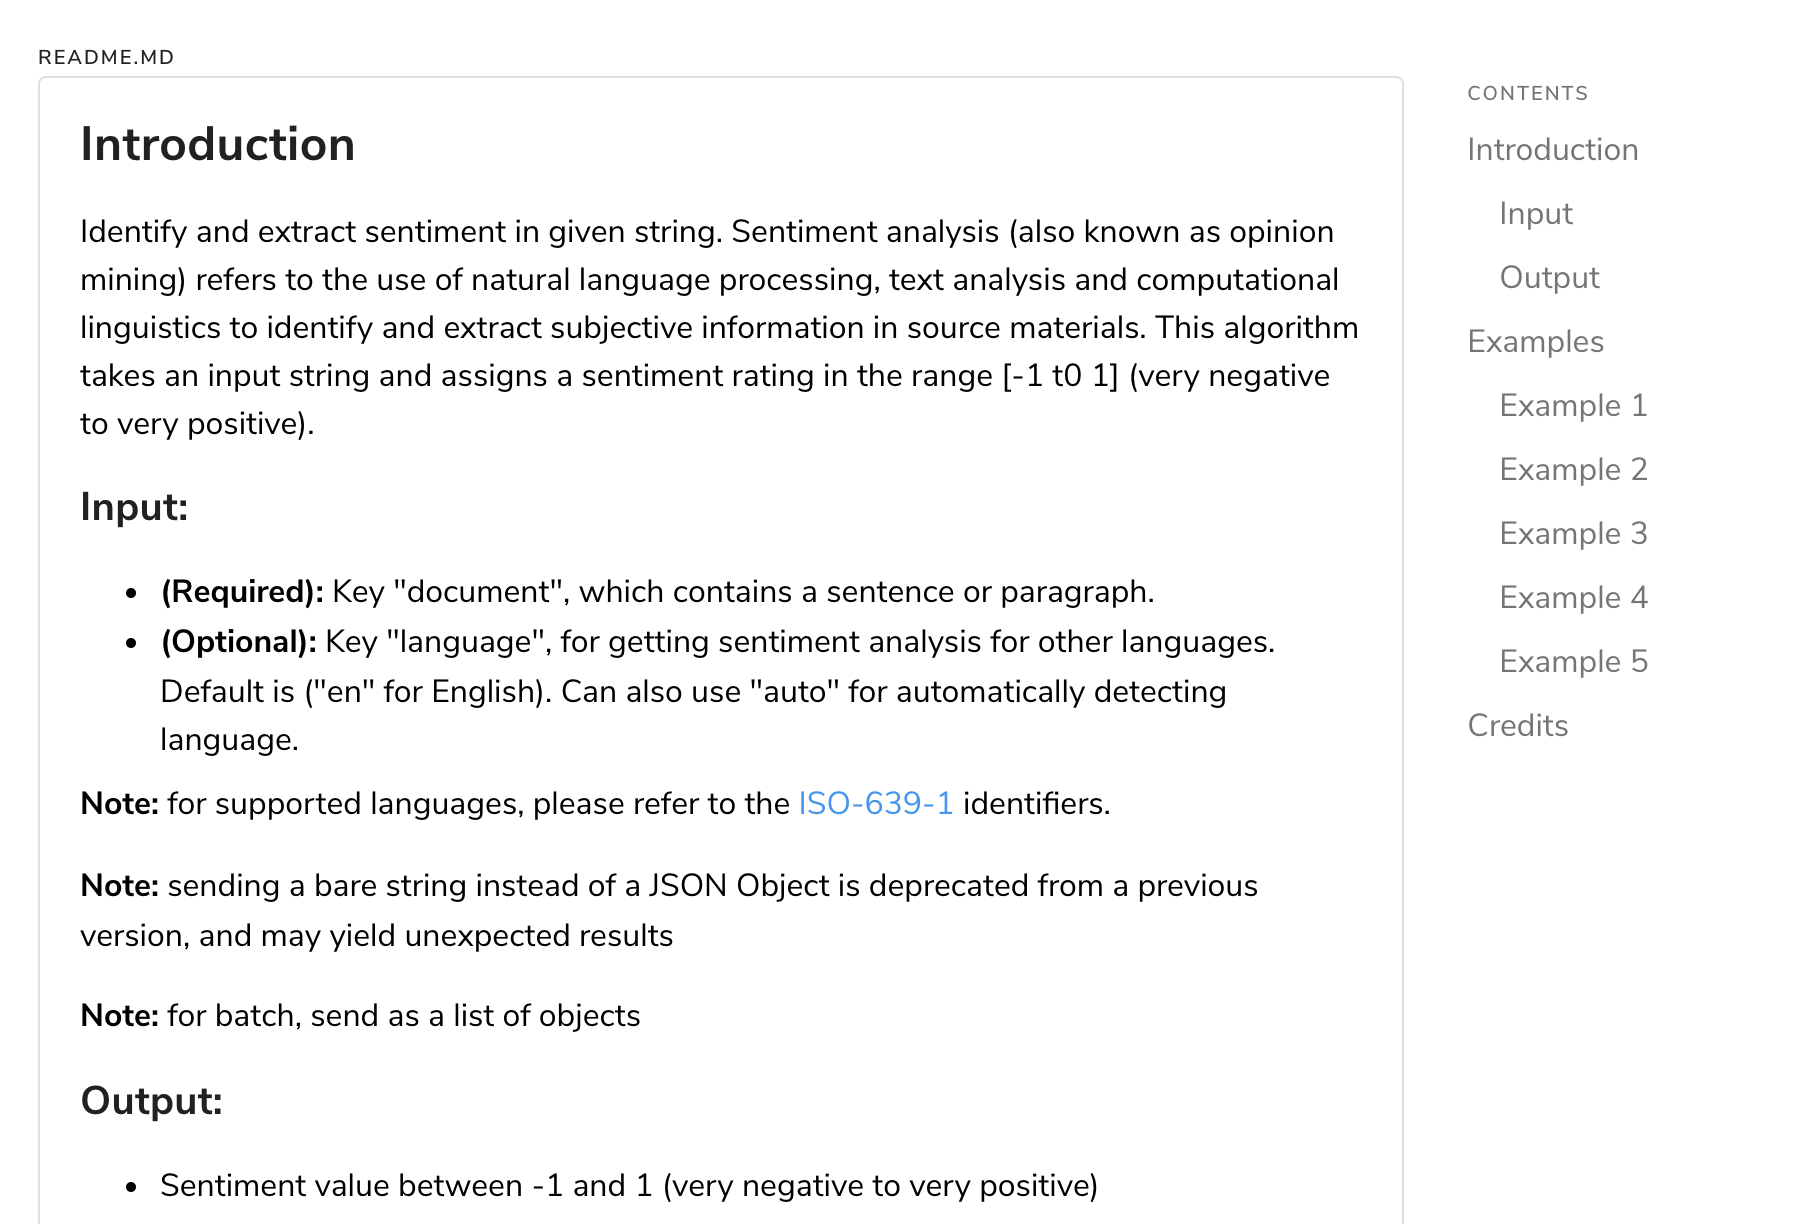 README.MD
Introduction
Identify and extract sentiment in given string. Sentiment analysis (also known as opinion
mining) refers to the use of natural language processing, text analysis and computational
linguistics to identify and extract subjective information in source materials. This algorithm
takes an input string and assigns a sentiment rating in the range [-1 t0 1] (very negative
to very positive).
Input:
• (Required): Key "document", which contains a sentence or paragraph.
• (Optional): Key "language", for getting sentiment analysis for other languages.
Default is ("en" for English). Can also use "auto" for automatically detecting
language.
Note: for supported languages, please refer to the ISO-639-1 identifiers.
Note: sending a bare string instead of a JSON Object is deprecated from a previous
version, and may yield unexpected results
Note: for batch, send as a list of objects
Output:
• Sentiment value between -1 and 1 (very negative to very positive)
CONTENTS
Introduction
Input
Output
Examples
Example 1
Example 2
Example 3
Example 4
Example 5
Credits